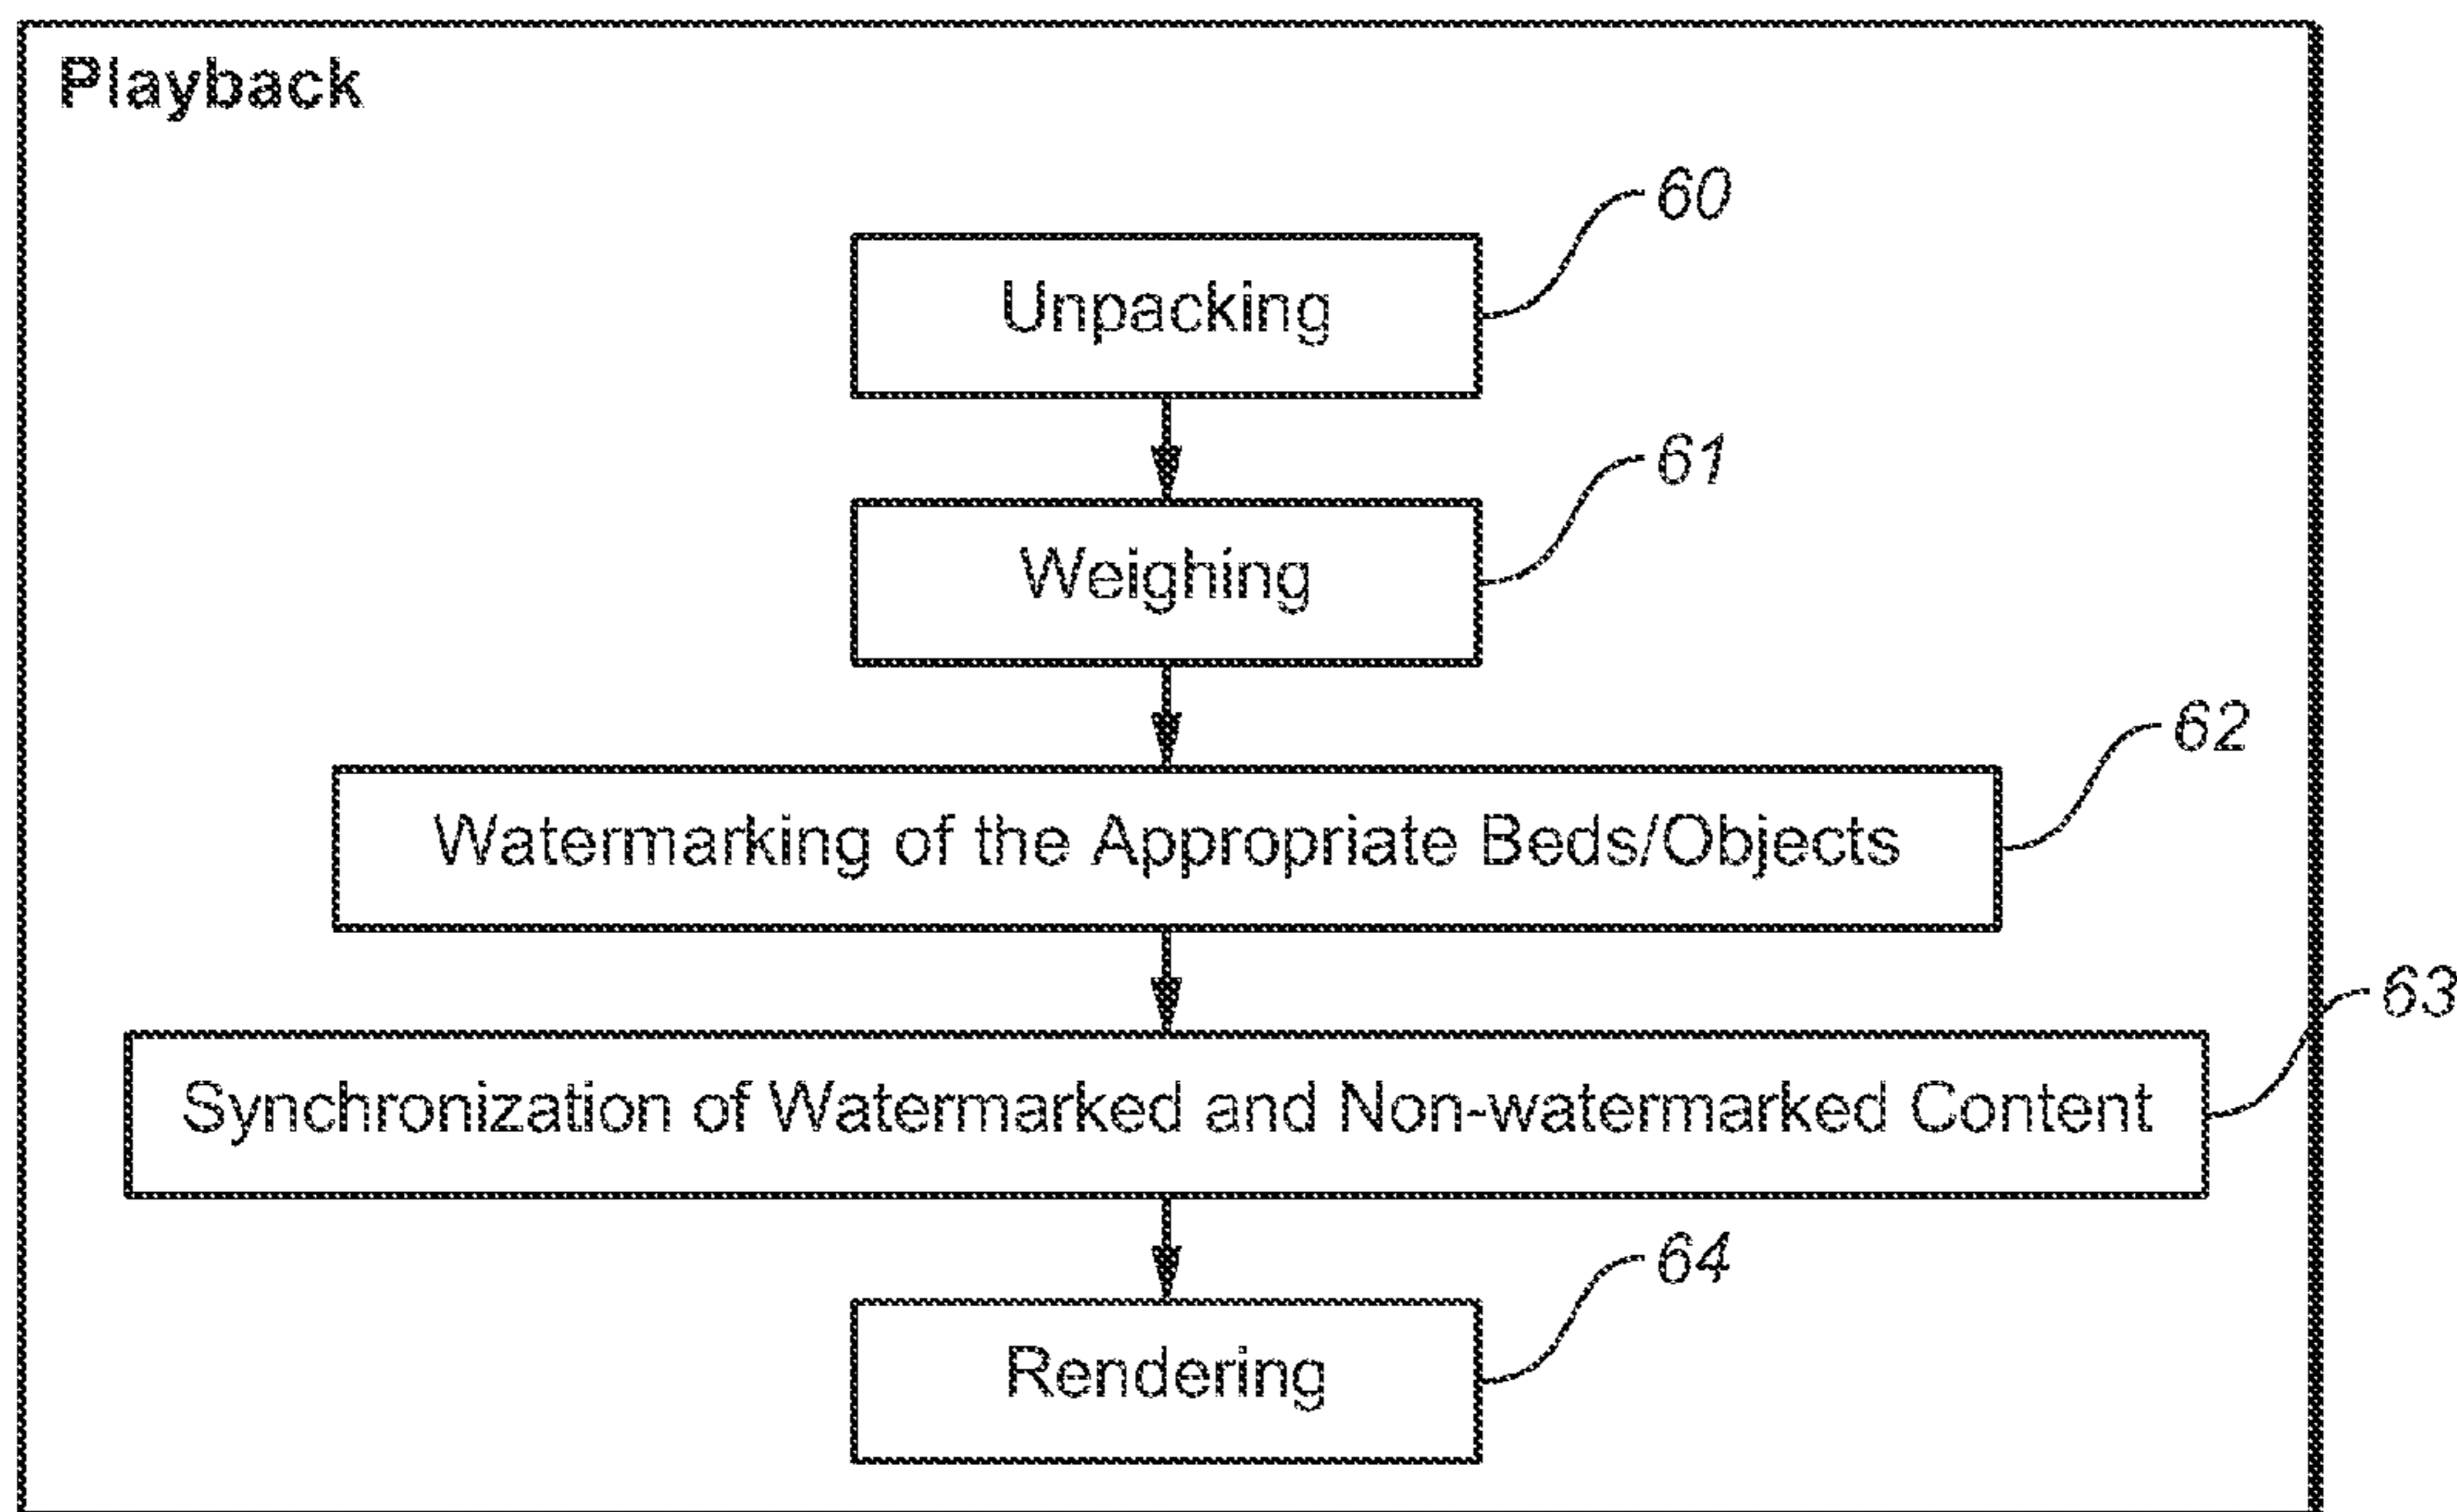 Playback
60
Unpacking
61
Weighing
62
Watermarking of the Appropriate Beds/Objects
63
Synchronization of Watermarked and Non-watermarked Content
64
Rendering